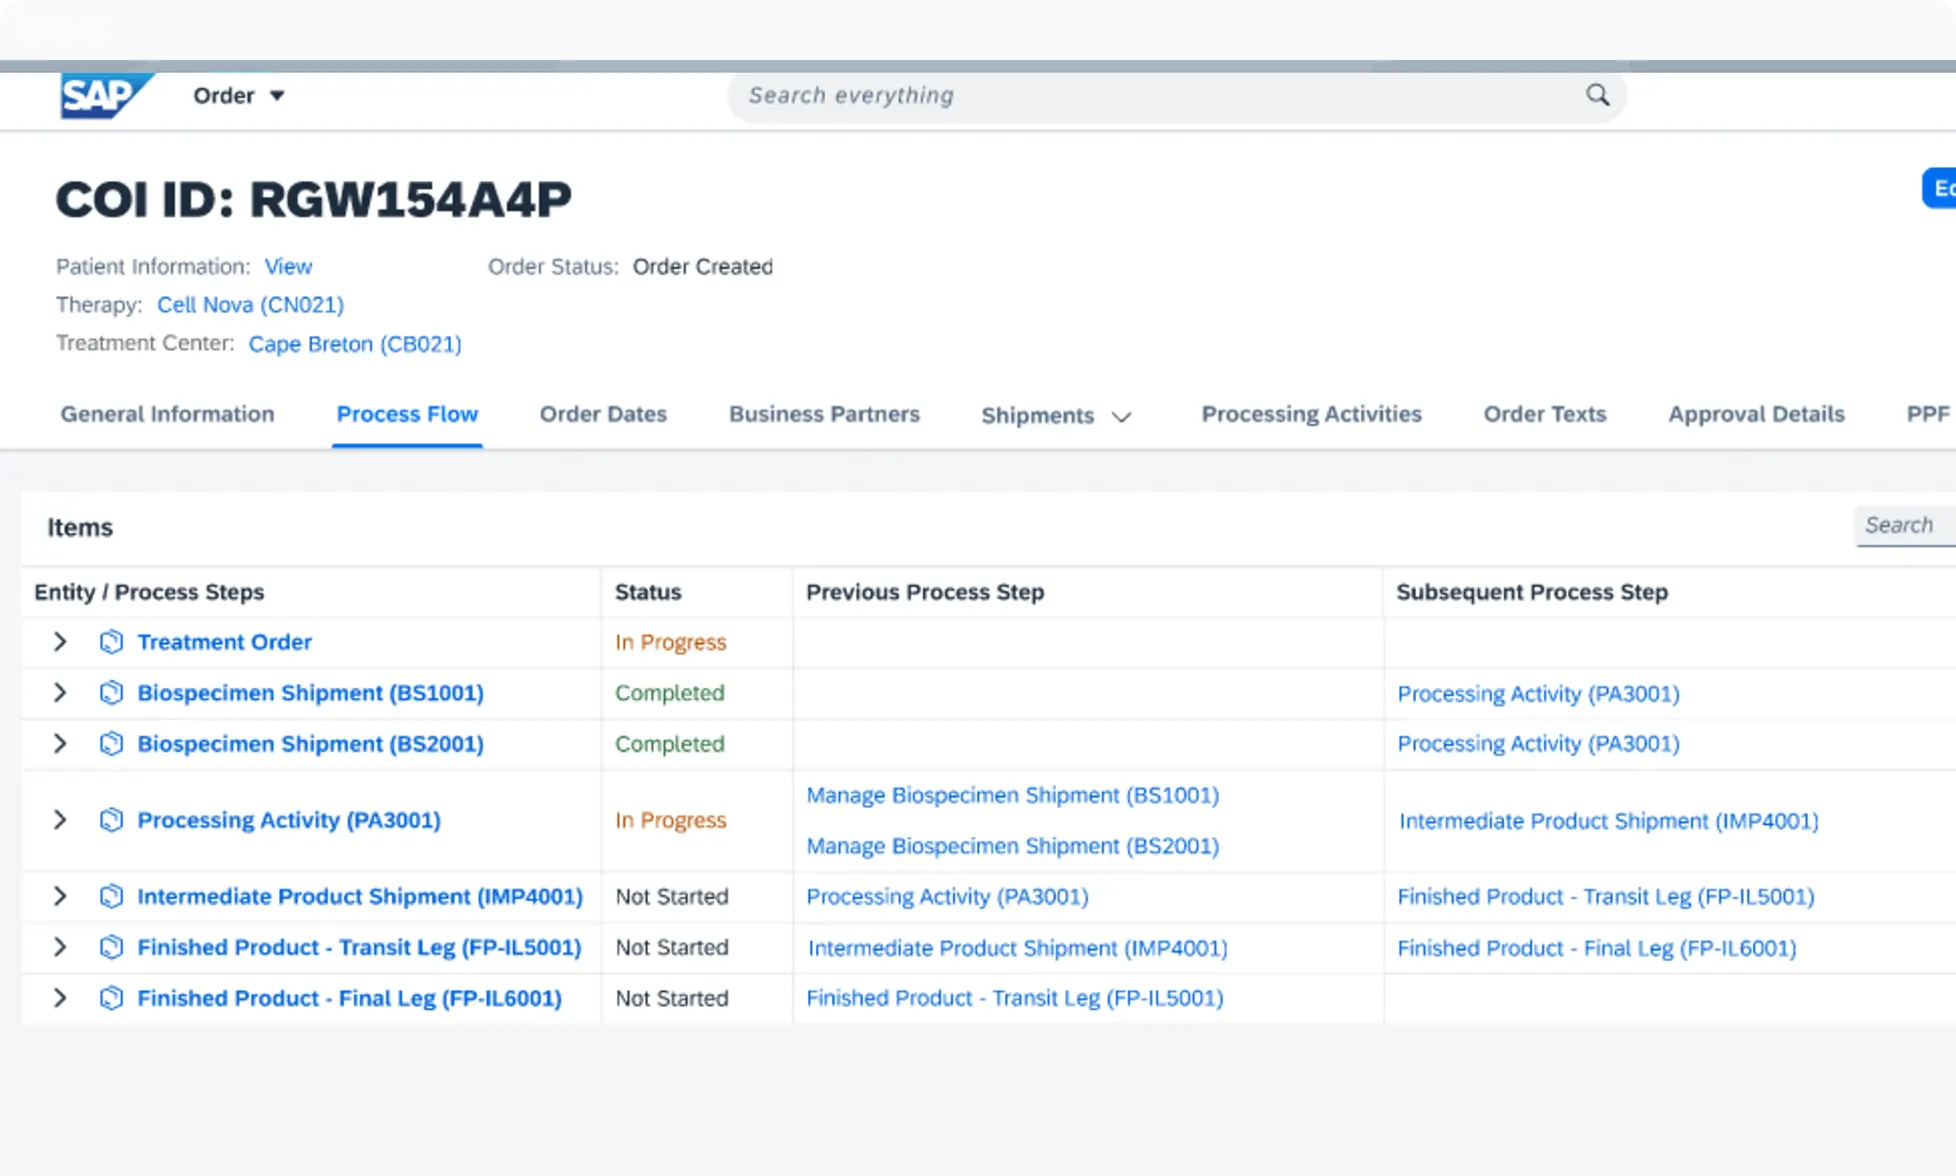 SAP Order Search everything
COI ID: RGW154A4P
Patient Information: View Order Status: Order Created
Therapy: Cell Nova (CN021)
Treatment Center: Cape Breton (CB021)
General Information Process Flow Order Dates Business Partners Shipments Processing Activities Order Texts Approval Details PPF
Items Search
Entity / Process Steps Status Previous Process Step Subsequent Process Step
Treatment Order In Progress
Biospecimen Shipment (BS1001) Completed Processing Activity (PA3001)
Biospecimen Shipment (BS2001) Completed Processing Activity (PA3001)
Manage Biospecimen Shipment (BS1001)
Processing Activity (PA3001) In Progress Intermediate Product Shipment (IMP4001)
Manage Biospecimen Shipment (BS2001)
Intermediate Product Shipment (IMP4001) Not Started Processing Activity (PA3001) Finished Product - Transit Leg (FP-IL5001)
Finished Product - Transit Leg (FP-IL5001) Not Started Intermediate Product Shipment (IMP4001) Finished Product - Final Leg (FP-IL6001)
Finished Product - Final Leg (FP-IL6001) Not Started Finished Product - Transit Leg (FP-IL5001)